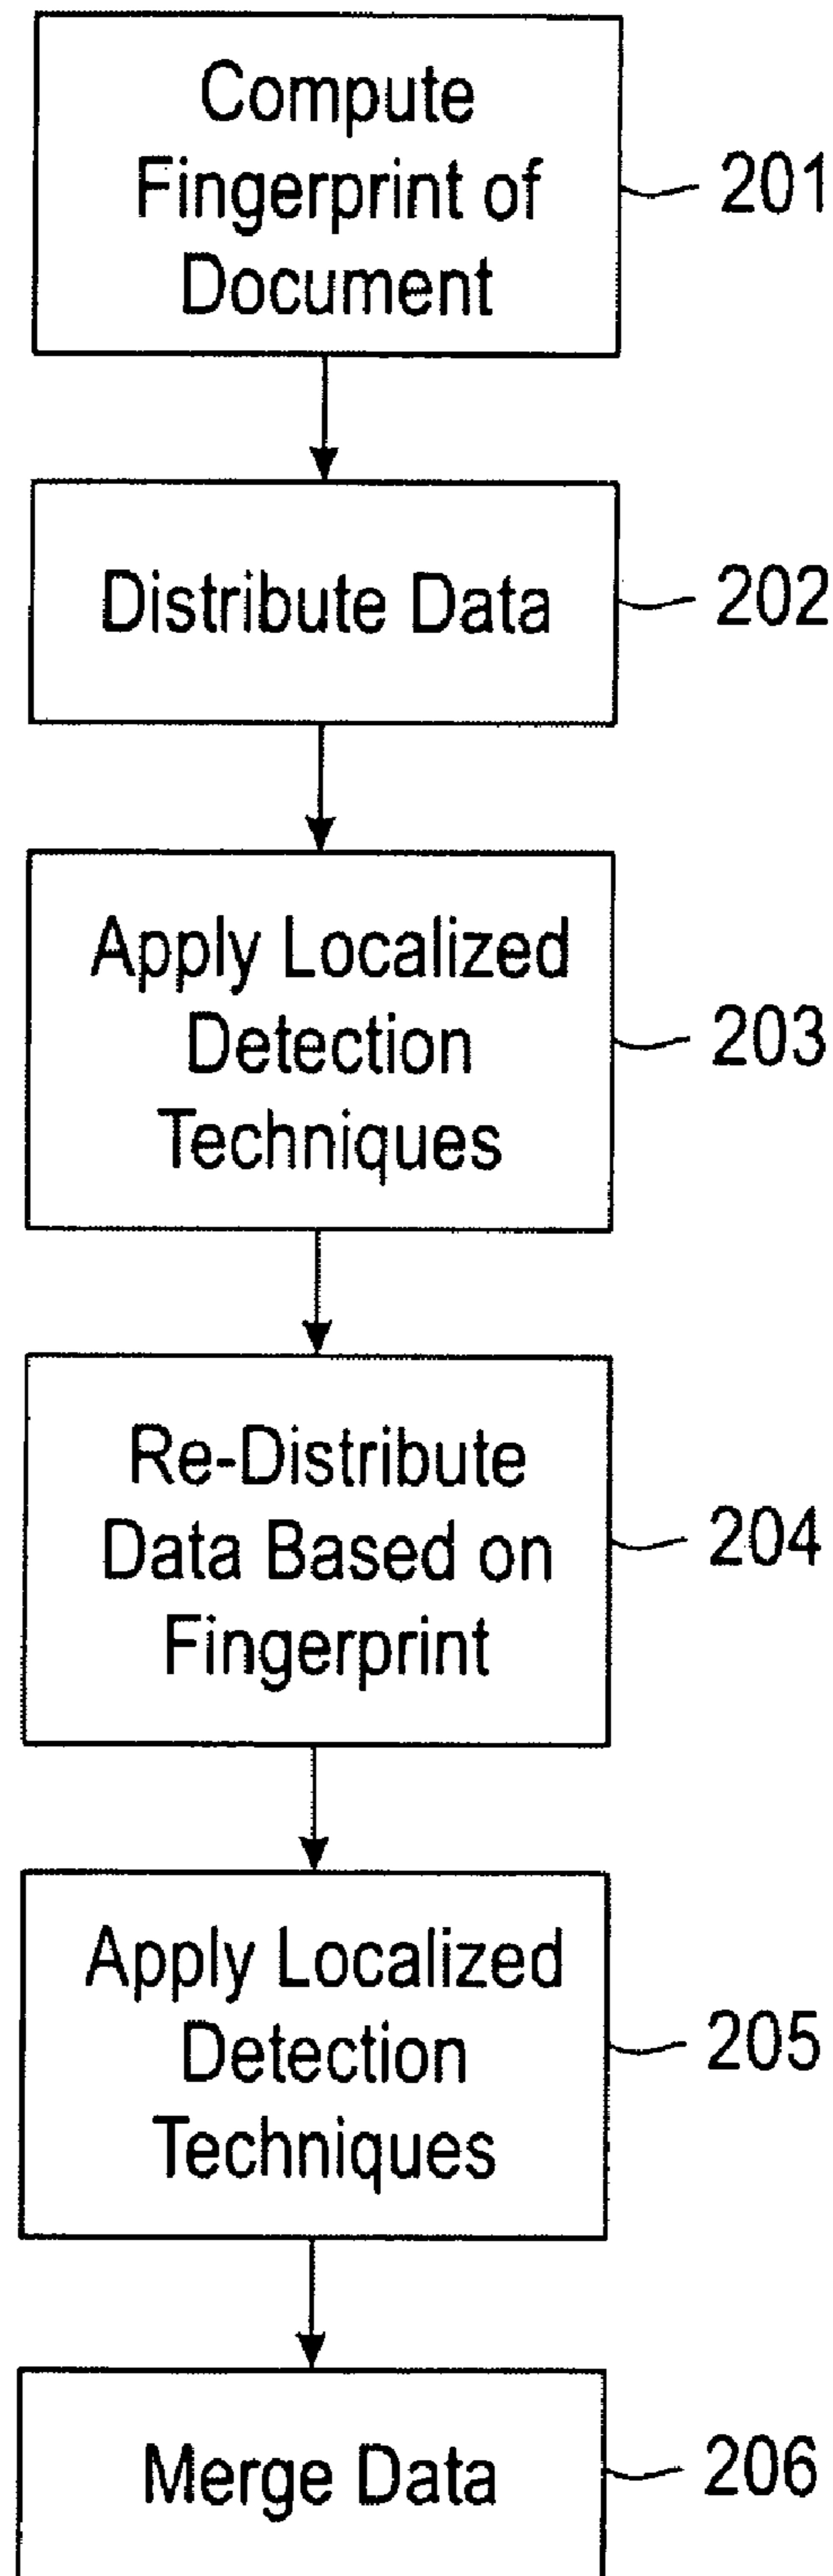 Compute
Fingerprint of
Document
201
Distribute Data
202
Apply Localized
Detection
Techniques
203
Re-Distribute
Data Based on
Fingerprint
204
Apply Localized
Detection
Techniques
205
Merge Data
206